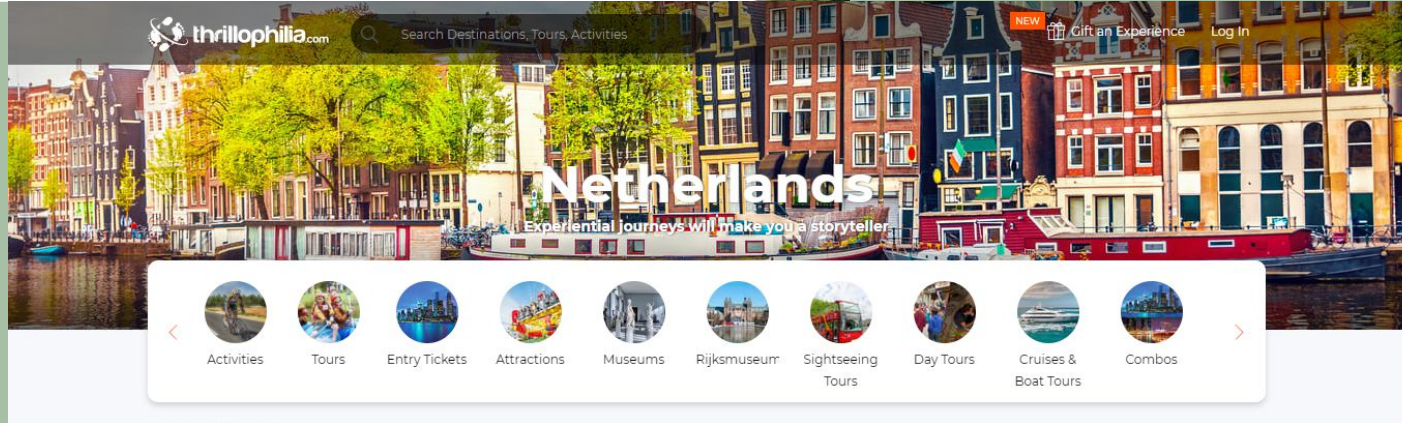 thrillophilia.com
Search Destinations, Tours, Activities
NEW
Gift an Experience
Log In
Netherlands
Experiential journeys will make you a storyteller
Activities
Tours
Entry Tickets
Attractions
Museums
Rijksmuseum
Sightseeing
Tours
Day Tours
Cruises &
Boat Tours
Combos